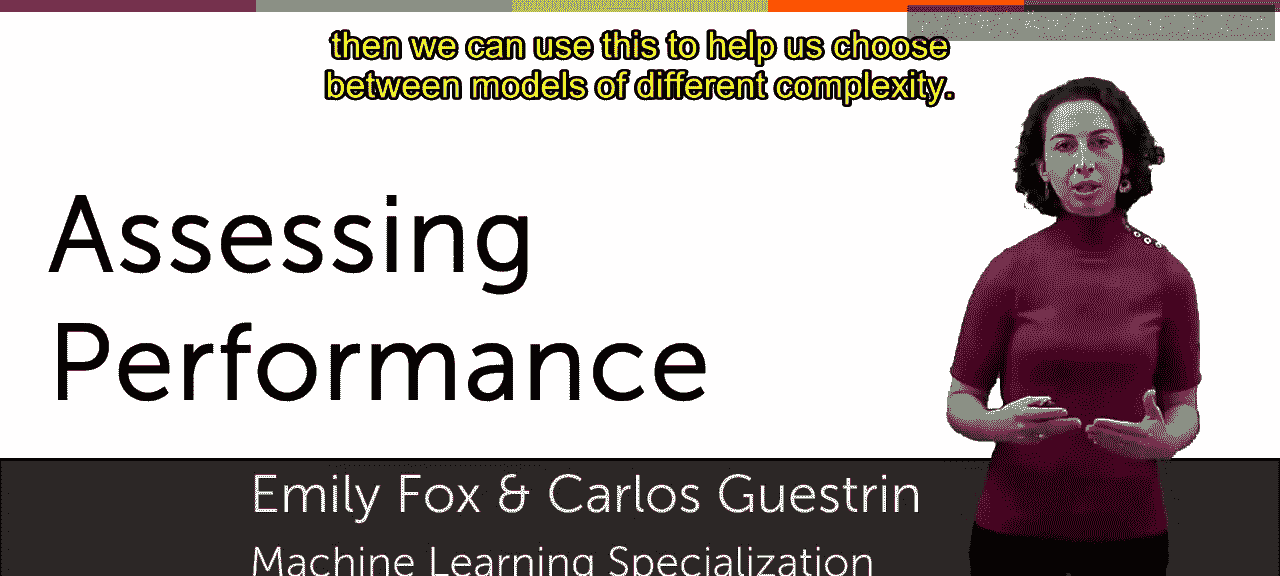 then we can use this to help us choose
between models of different complexity.
Assessing
Performance
Emily Fox & Carlos Guestrin
Machine Learning Specialization